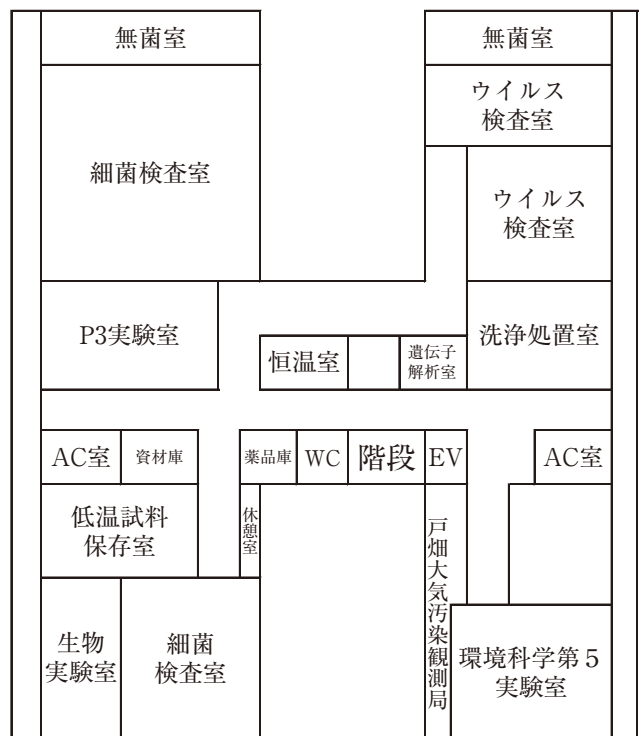 無菌室
無菌室
ウイルス
検査室
細菌検査室
ウイルス
検査室
P3実験室
洗浄処置室
恒温室
遺伝子
解析室
AC室
資材庫
薬品庫
WC
階段
EV
AC室
低温試料
保存室
休憩室
戸畑大気汚染観測局
生物
実験室
細菌
検査室
環境科学第5
実験室